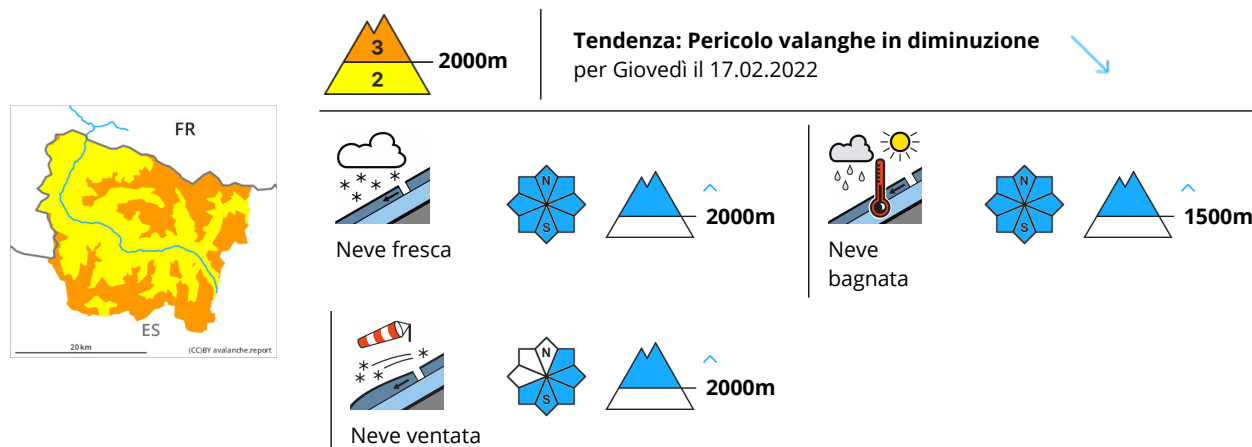 3
2
2000m
Tendenza: Pericolo valanghe in diminuzione
per Giovedì il 17.02.2022
FR
ES
20 km
(CC)BY avalanche.report
N
S
2000m
Neve fresca
N
S
1500m
Neve
bagnata
N
S
2000m
Neve ventata